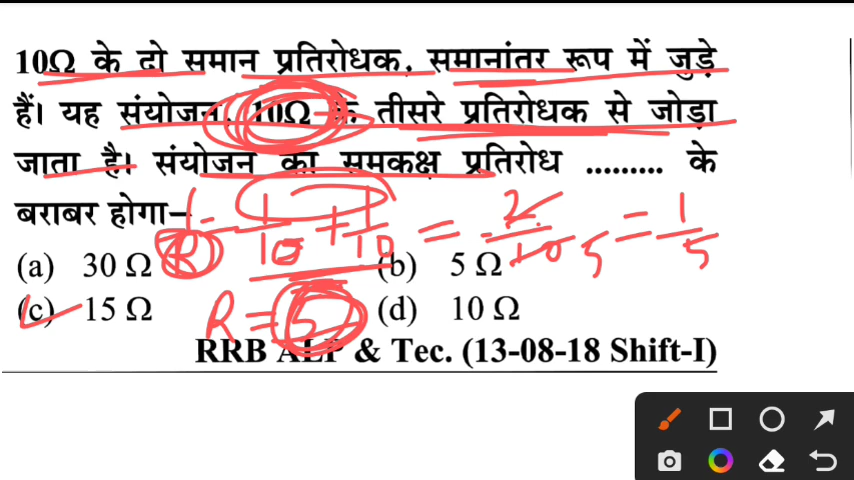 10Ω के दो समान प्रतिरोधक, समानांतर रूप में जुड़े
हैं। यह संयोजन, 10Ω के तीसरे प्रतिरोधक से जोड़ा
जाता है। संयोजन का समकक्ष प्रतिरोध ......... के
बराबर होगा–
1/R = 1/10 + 1/10 = 2/10 5 = 1/5
(a) 30 Ω (b) 5 Ω
(c) 15 Ω R = 5 (d) 10 Ω
RRB ALP & Tec. (13-08-18 Shift-I)